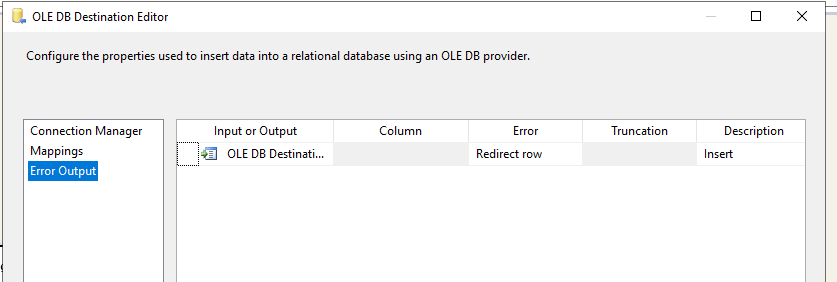 OLE DB Destination Editor
Configure the properties used to insert data into a relational database using an OLE DB provider.
Connection Manager
Mappings
Error Output
Input or Output Column Error Truncation Description
OLE DB Destinati... Redirect row Insert